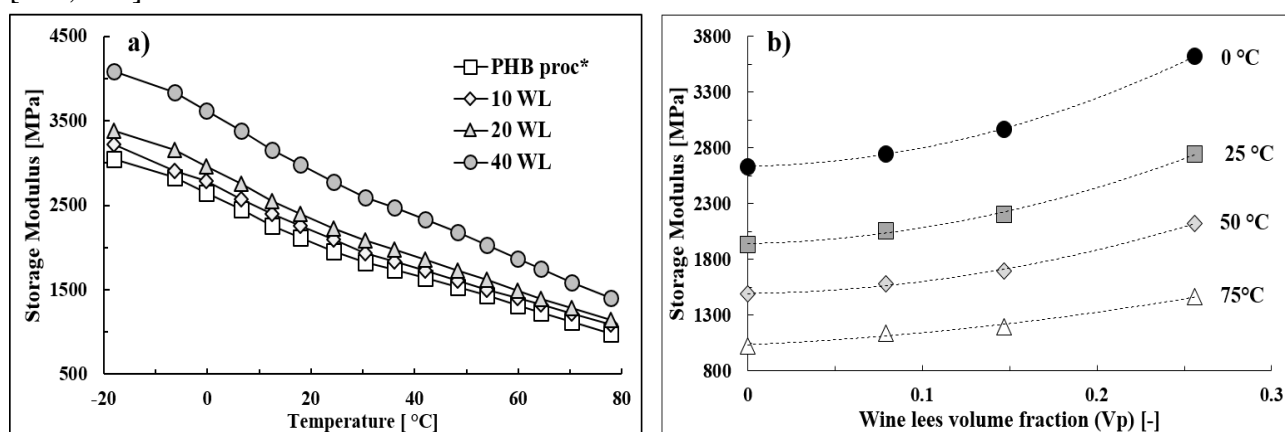 a)
4500
3500
2500
1500
500
-20
0
20
40
60
80
Storage Modulus [MPa]
Temperature [ °C]
PHB proc*
10 WL
20 WL
40 WL
b)
3800
3300
2800
2300
1800
1300
800
0
0.1
0.2
0.3
Storage Modulus [MPa]
Wine lees volume fraction (Vp) [-]
0 °C
25 °C
50 °C
75°C